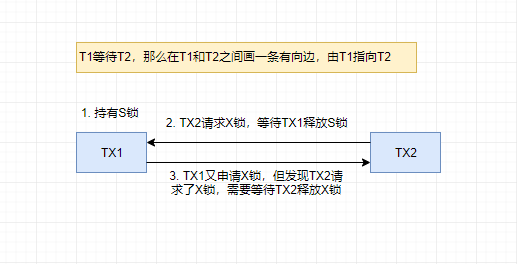 T1等待T2，那么在T1和T2之间画一条有向边，由T1指向T2
1. 持有S锁
2. TX2请求X锁，等待TX1释放S锁
TX1
TX2
3. TX1又申请X锁，但发现TX2请
求了X锁，需要等待TX2释放X锁